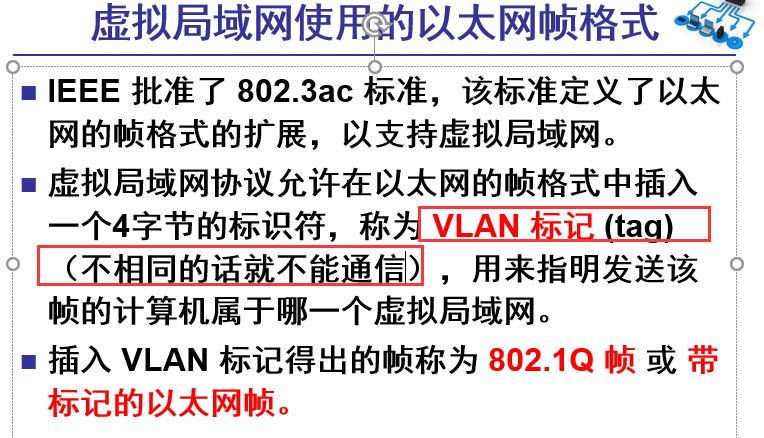 虚拟局域网使用的以太网帧格式
IEEE 批准了 802.3ac 标准，该标准定义了以太
网的帧格式的扩展，以支持虚拟局域网。
虚拟局域网协议允许在以太网的帧格式中插入
一个4字节的标识符，称为 VLAN 标记 (tag)
（不相同的话就不能通信），用来指明发送该
帧的计算机属于哪一个虚拟局域网。
插入 VLAN 标记得出的帧称为 802.1Q 帧 或 带
标记的以太网帧。